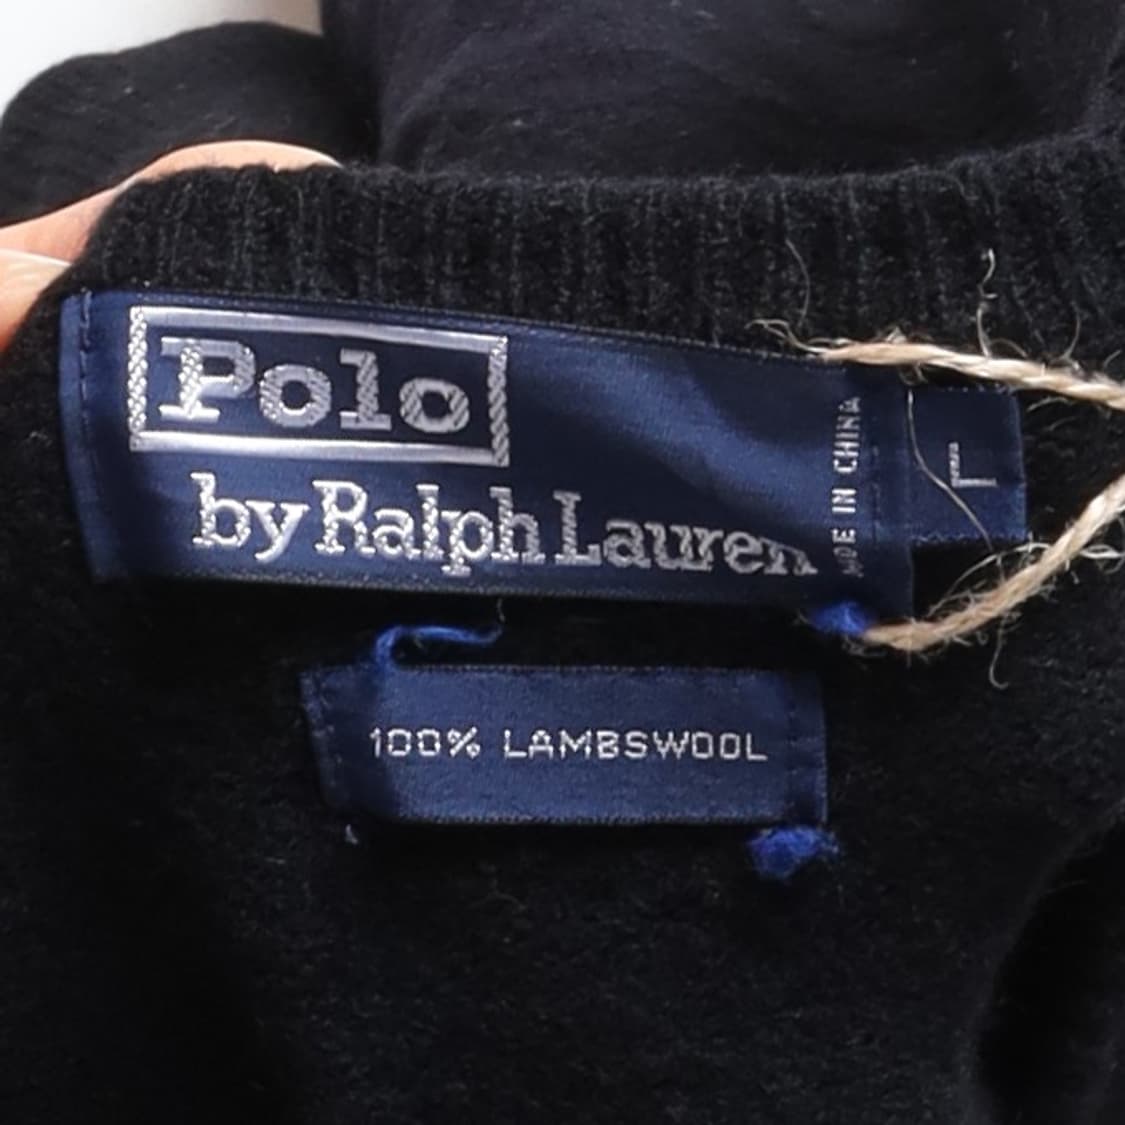 Polo
by Ralph Lauren
MADE IN CHINA
L
100% LAMBSWOOL